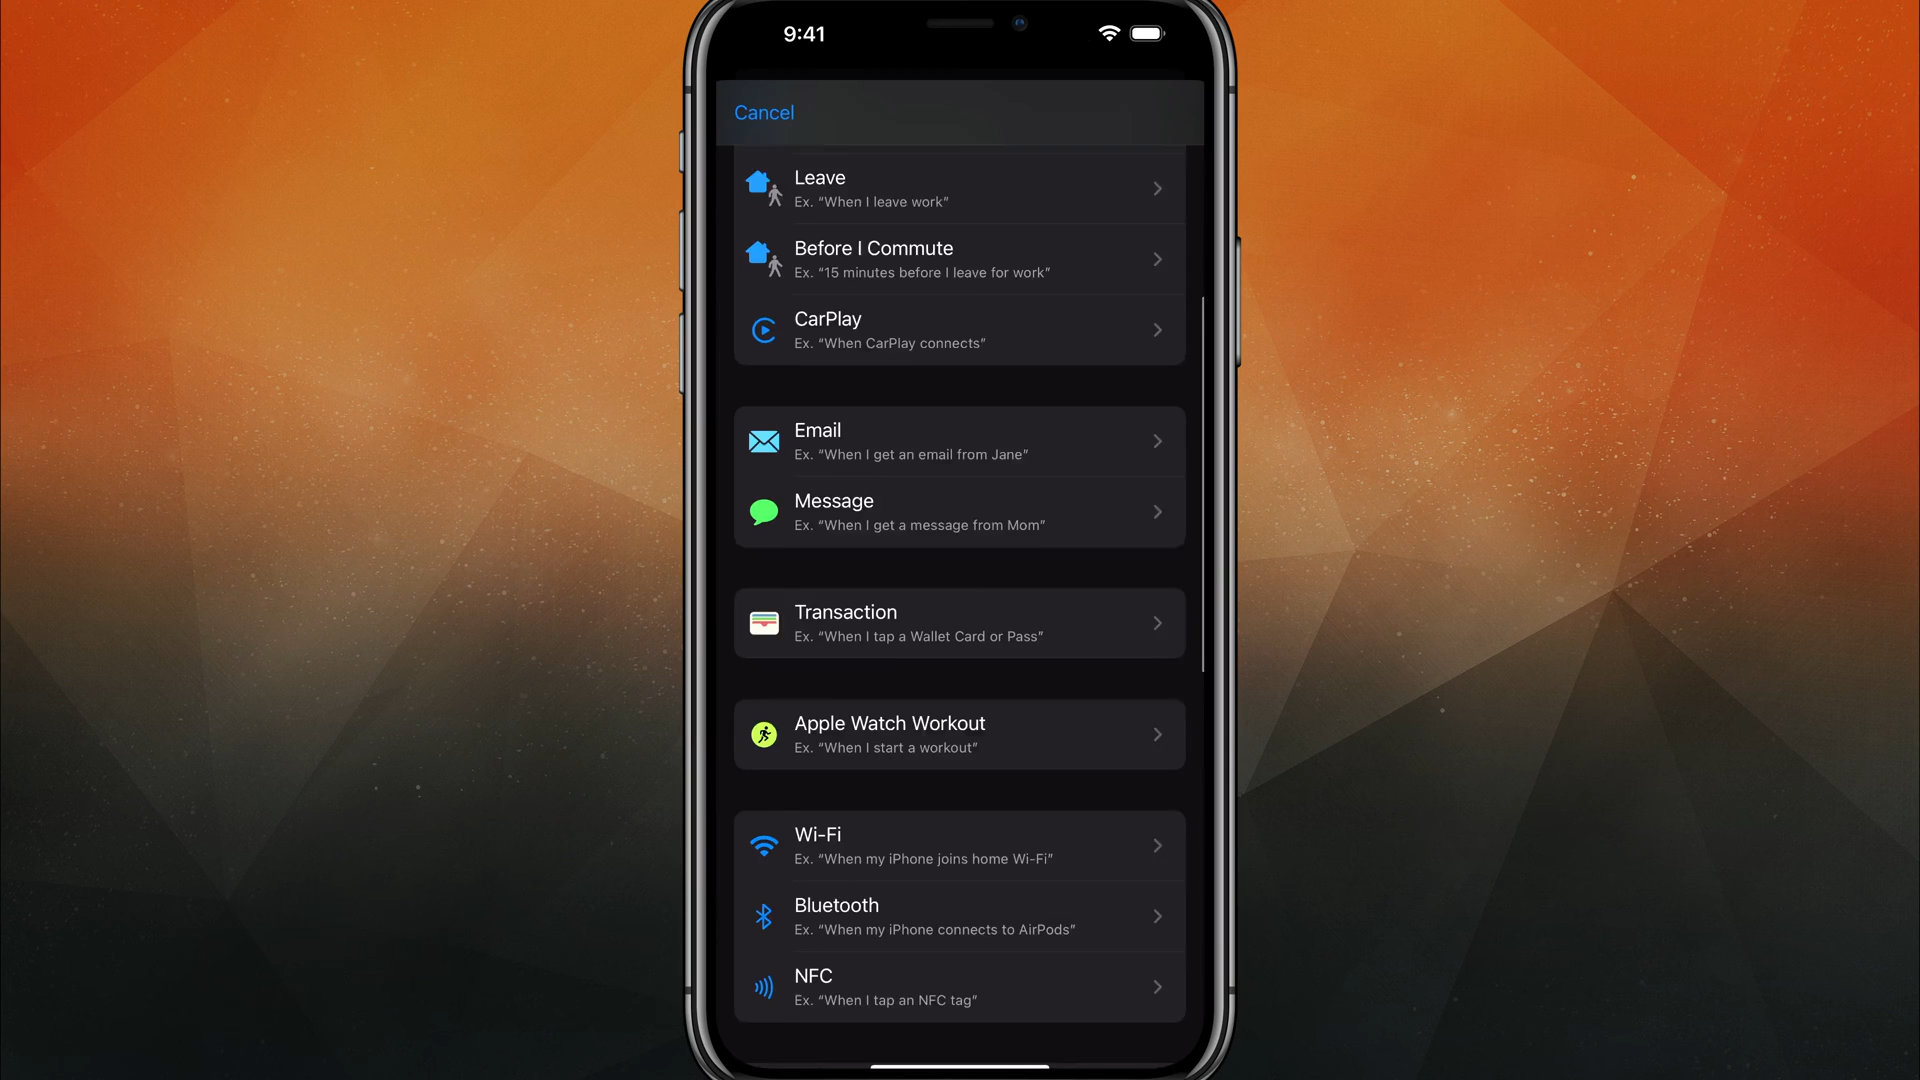 9:41
Cancel
Leave
Ex. “When I leave work”
Before I Commute
Ex. “15 minutes before I leave for work”
CarPlay
Ex. “When CarPlay connects”
Email
Ex. “When I get an email from Jane”
Message
Ex. “When I get a message from Mom”
Transaction
Ex. “When I tap a Wallet Card or Pass”
Apple Watch Workout
Ex. “When I start a workout”
Wi-Fi
Ex. “When my iPhone joins home Wi-Fi”
Bluetooth
Ex. “When my iPhone connects to AirPods”
NFC
Ex. “When I tap an NFC tag”